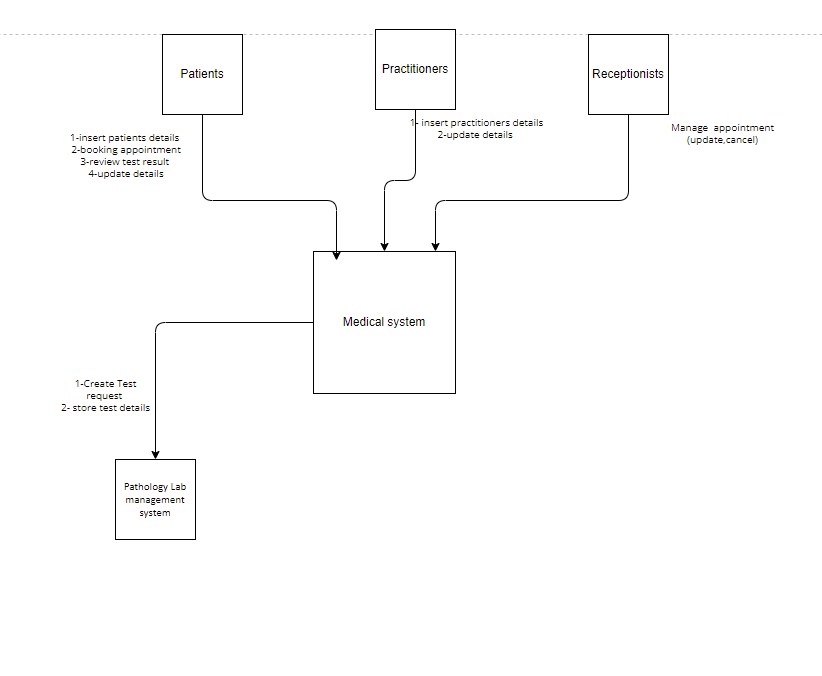 Patients
Practitioners
Receptionists
1-insert patients details
2-booking appointment
3-review test result
4-update details
1- insert practitioners details
2-update details
Manage appointment
(update,cancel)
Medical system
1-Create Test
request
2- store test details
Pathology Lab
management
system